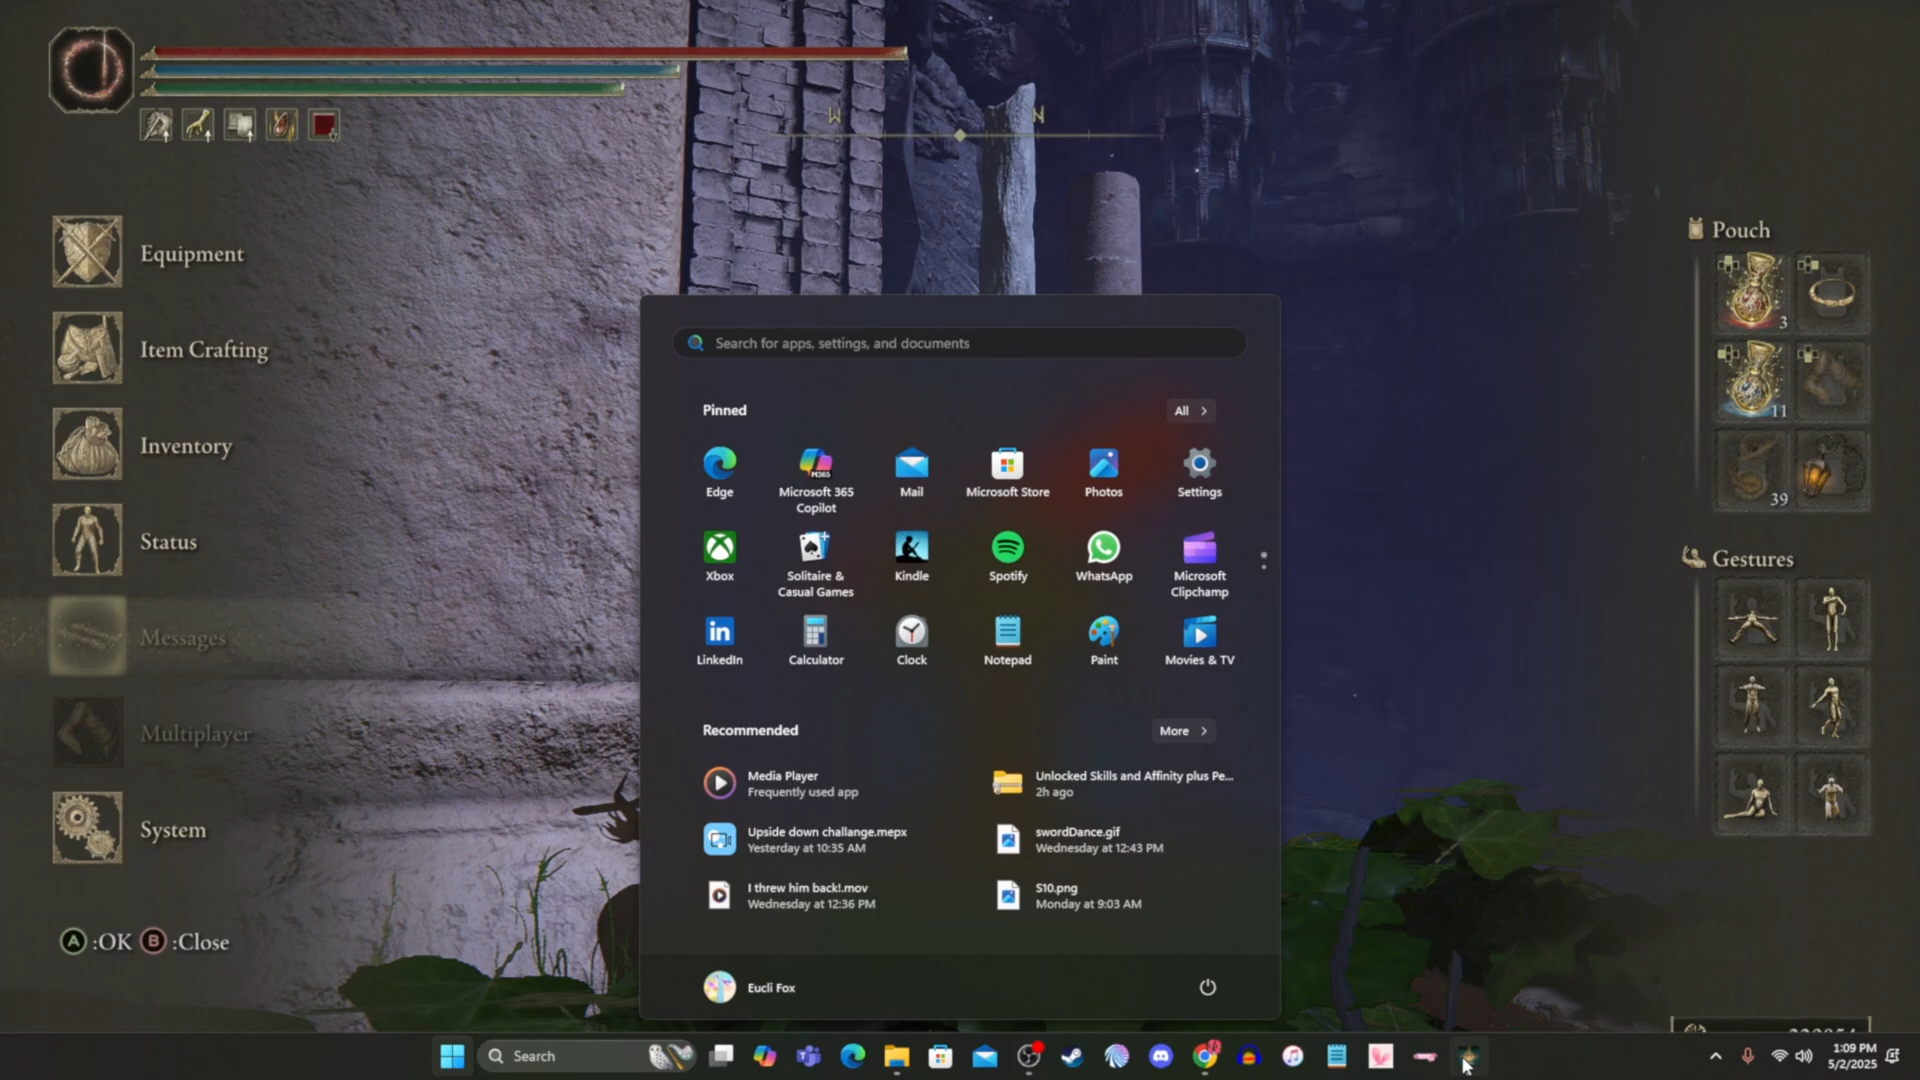 W
N
Equipment
Item Crafting
Inventory
Status
Messages
Multiplayer
System
A :OK B :Close
Pouch
3
11
39
Gestures
Search for apps, settings, and documents
Pinned
All
Edge
Microsoft 365 Copilot
Mail
Microsoft Store
Photos
Settings
M365
Xbox
Solitaire & Casual Games
Kindle
Spotify
WhatsApp
Microsoft Clipchamp
in
LinkedIn
Calculator
Clock
Notepad
Paint
Movies & TV
Recommended
More
Media Player
Frequently used app
Unlocked Skills and Affinity plus Pe...
2h ago
Upside down challange.mepx
Yesterday at 10:35 AM
swordDance.gif
Wednesday at 12:43 PM
I threw him back!.mov
Wednesday at 12:36 PM
S10.png
Monday at 9:03 AM
Eucli Fox
Search
1:09 PM
5/2/2025